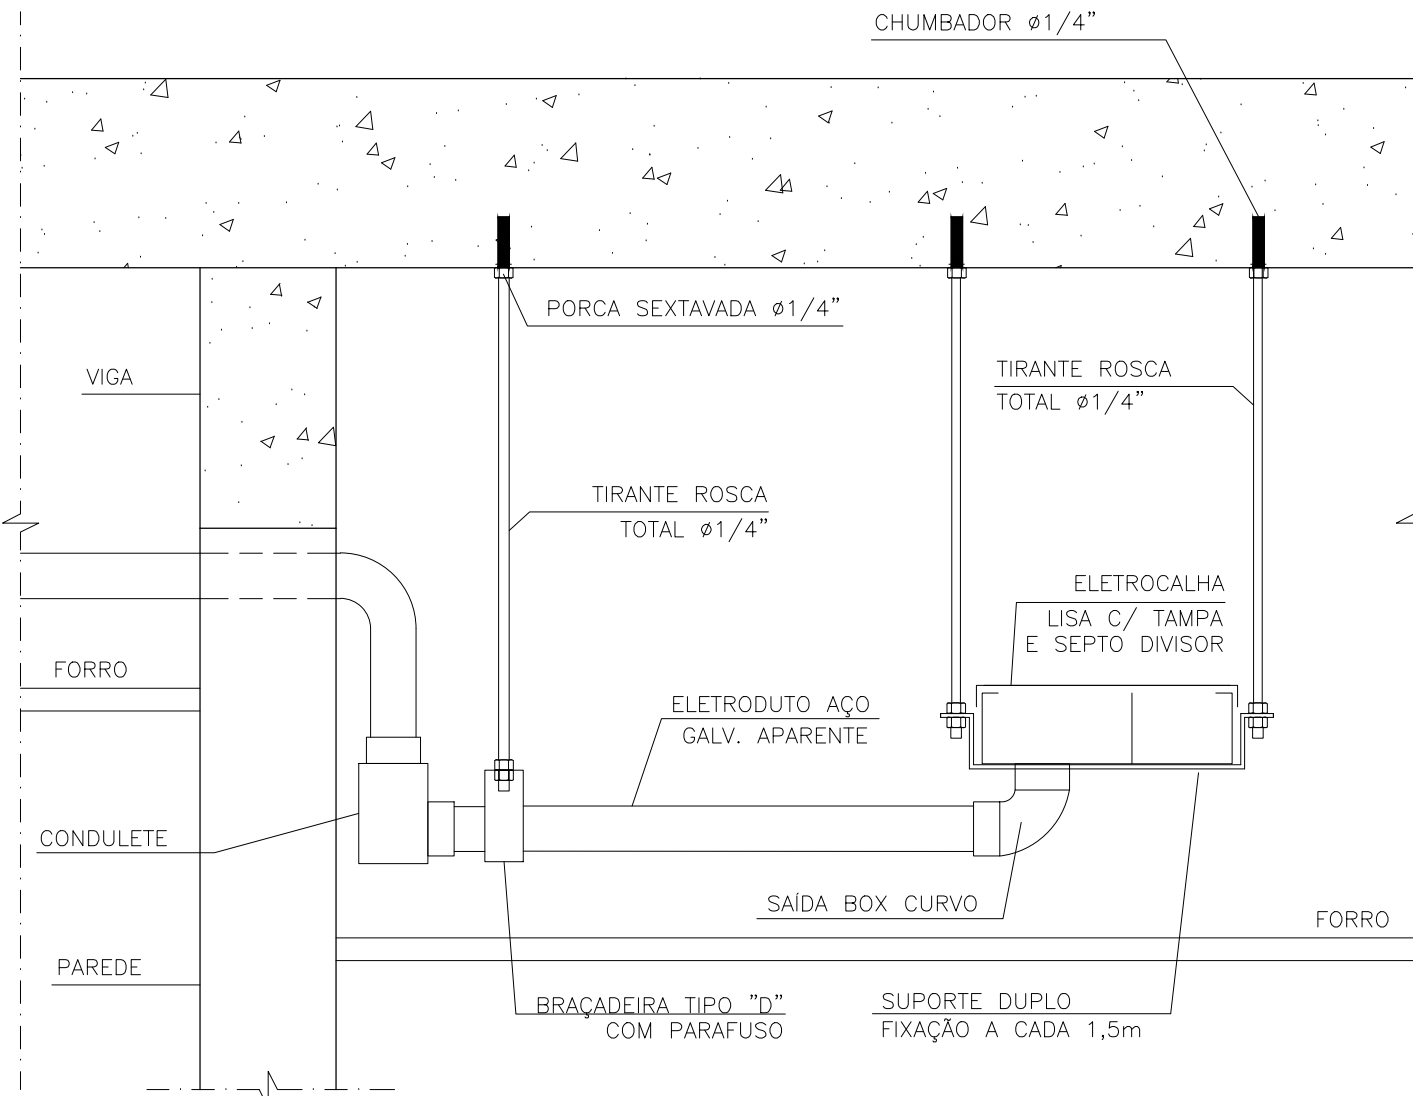 CHUMBADOR ø1/4”
PORCA SEXTAVADA ø1/4”
VIGA
TIRANTE ROSCA
TOTAL ø1/4”
TIRANTE ROSCA
TOTAL ø1/4”
ELETROCALHA
LISA C/ TAMPA
E SEPTO DIVISOR
FORRO
ELETRODUTO AÇO
GALV. APARENTE
CONDULETE
SAÍDA BOX CURVO
FORRO
PAREDE
BRAÇADEIRA TIPO ”D”
COM PARAFUSO
SUPORTE DUPLO
FIXAÇÃO A CADA 1,5m